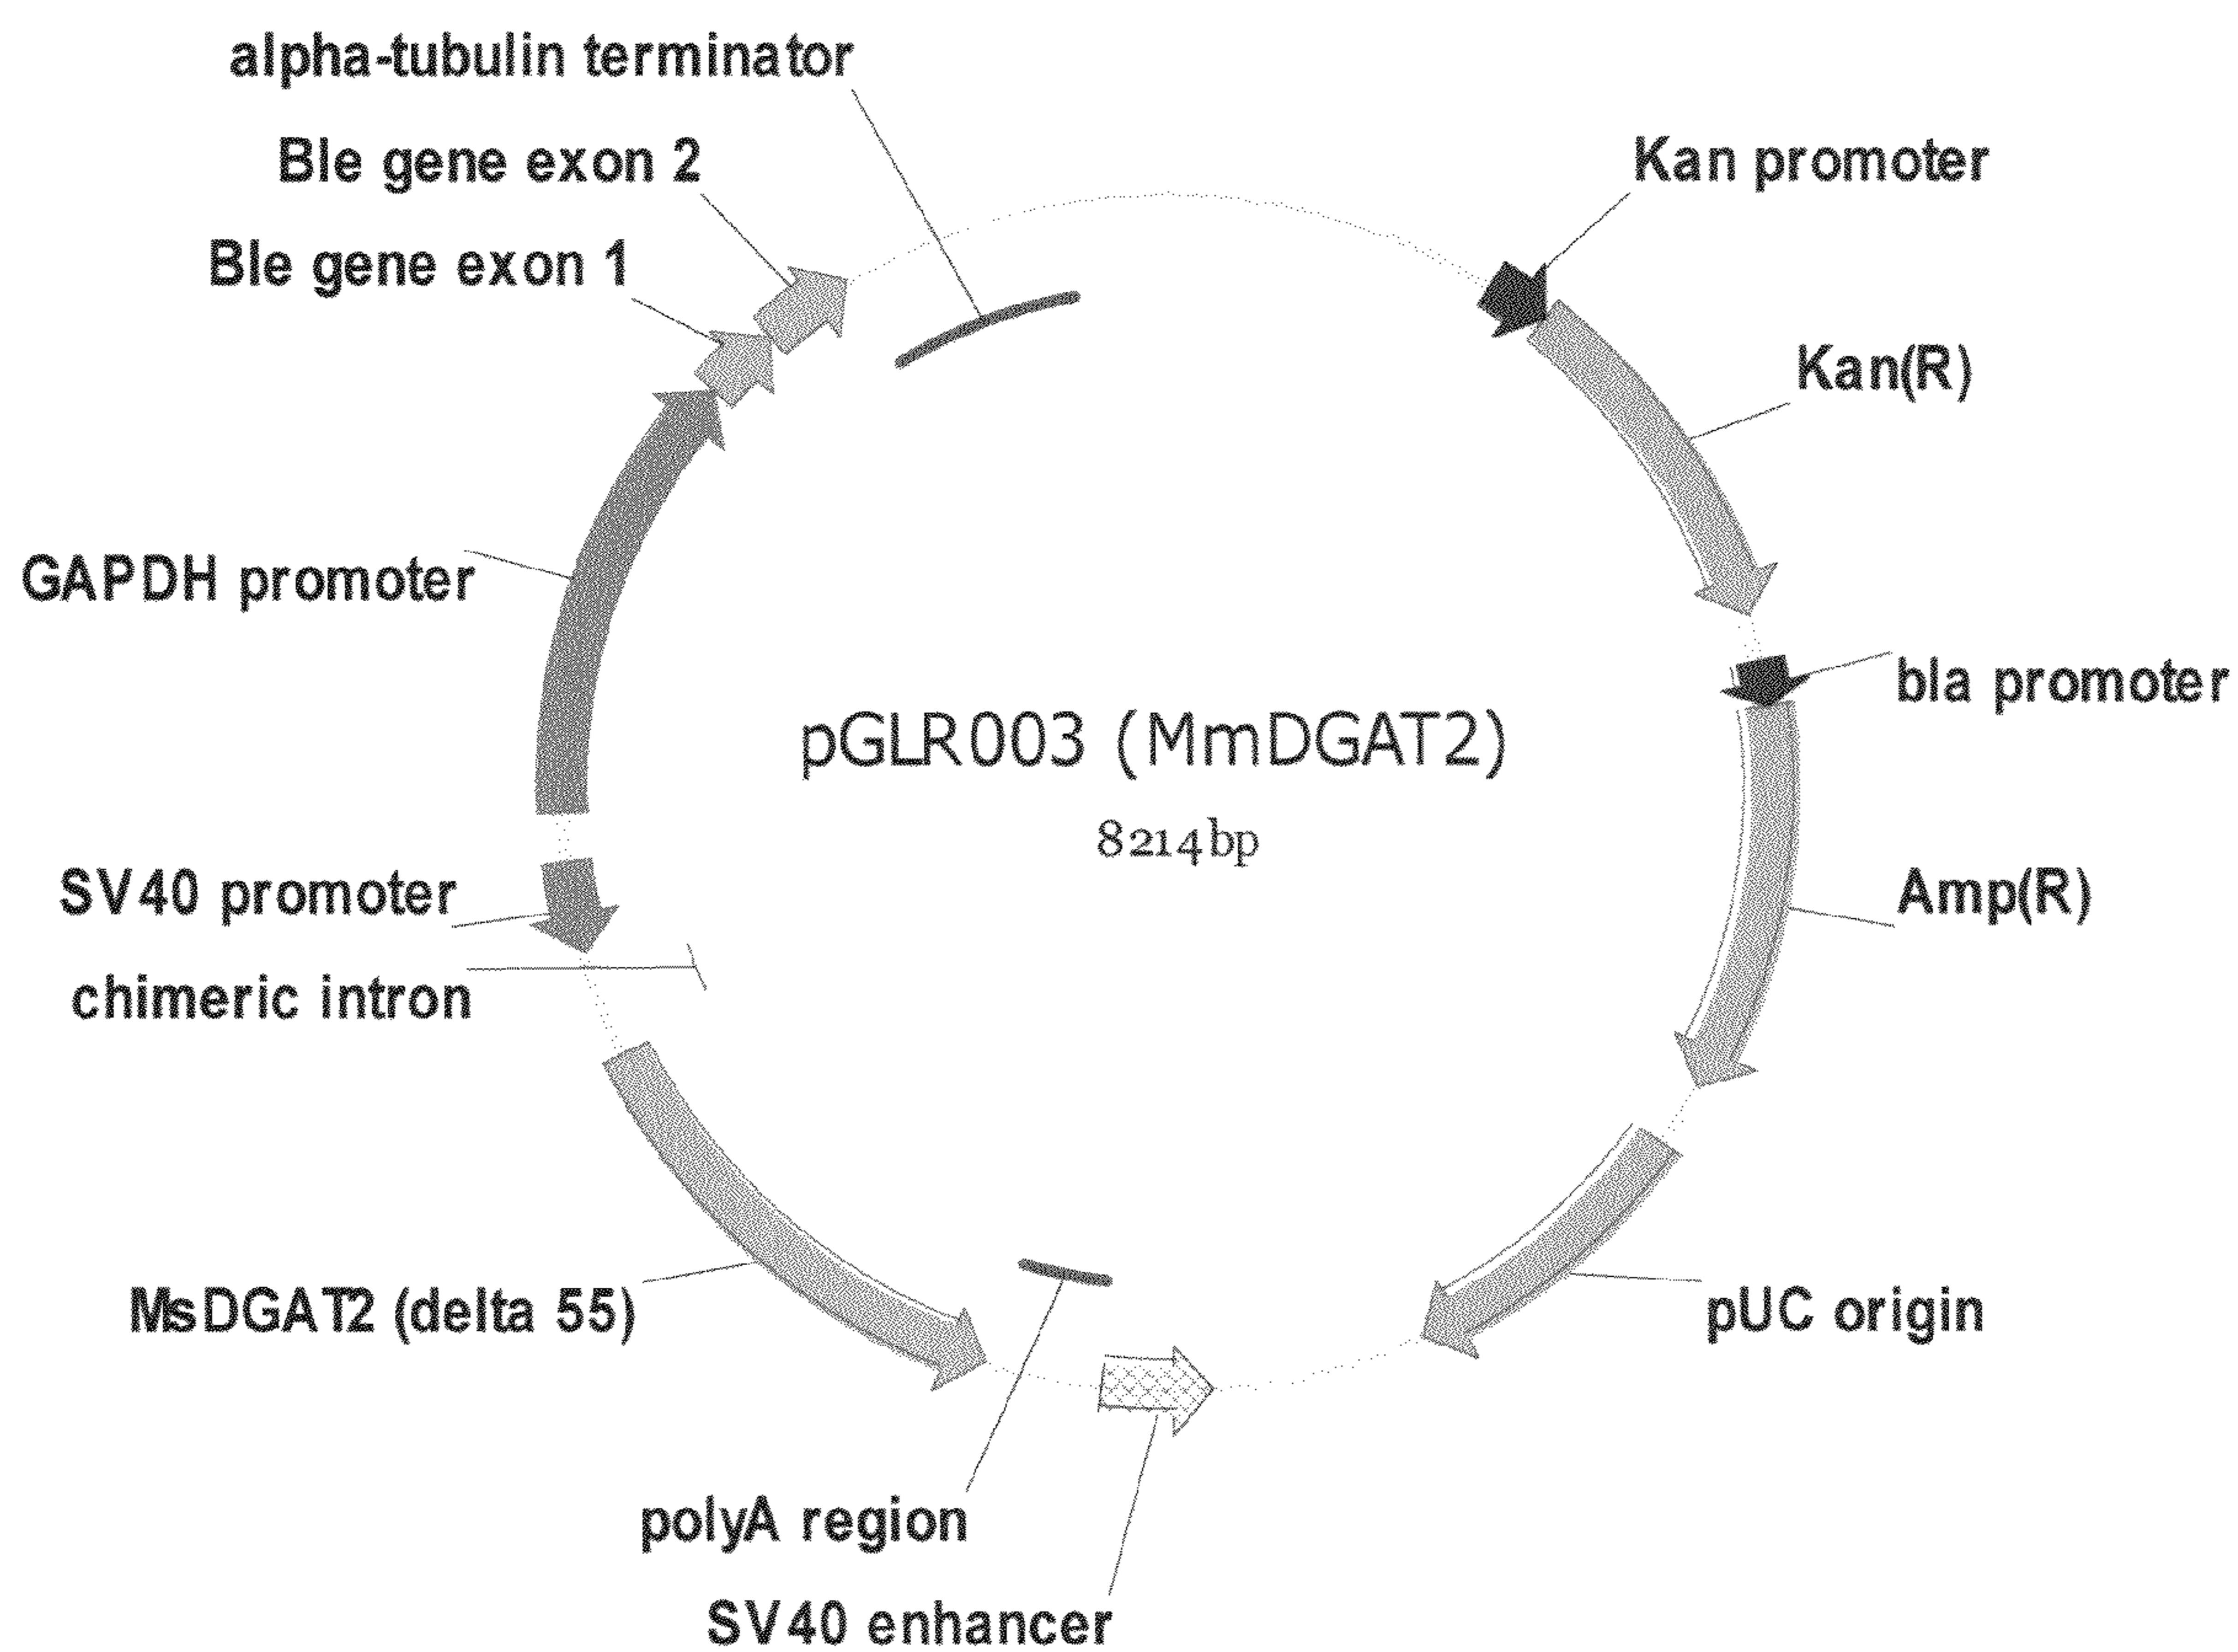 alpha-tubulin terminator
Ble gene exon 2
Kan promoter
Ble gene exon 1
Kan(R)
GAPDH promoter
bla promoter
pGLR003 (MmDGAT2)
8214bp
SV40 promoter
Amp(R)
chimeric intron
MsDGAT2 (delta 55)
pUC origin
polyA region
SV40 enhancer